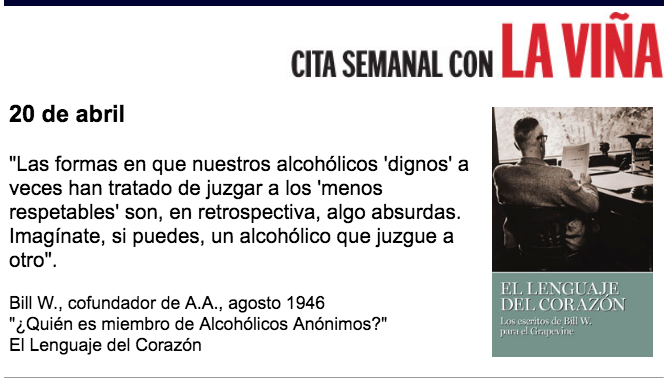 CITA SEMANAL CON LA VIÑA
20 de abril
"Las formas en que nuestros alcohólicos 'dignos' a
veces han tratado de juzgar a los 'menos
respetables' son, en retrospectiva, algo absurdas.
Imagínate, si puedes, un alcohólico que juzgue a
otro".
Bill W., cofundador de A.A., agosto 1946
"¿Quién es miembro de Alcohólicos Anónimos?"
El Lenguaje del Corazón
EL LENGUAJE
DEL CORAZÓN
Los escritos de Bill W.
para el Grapevine